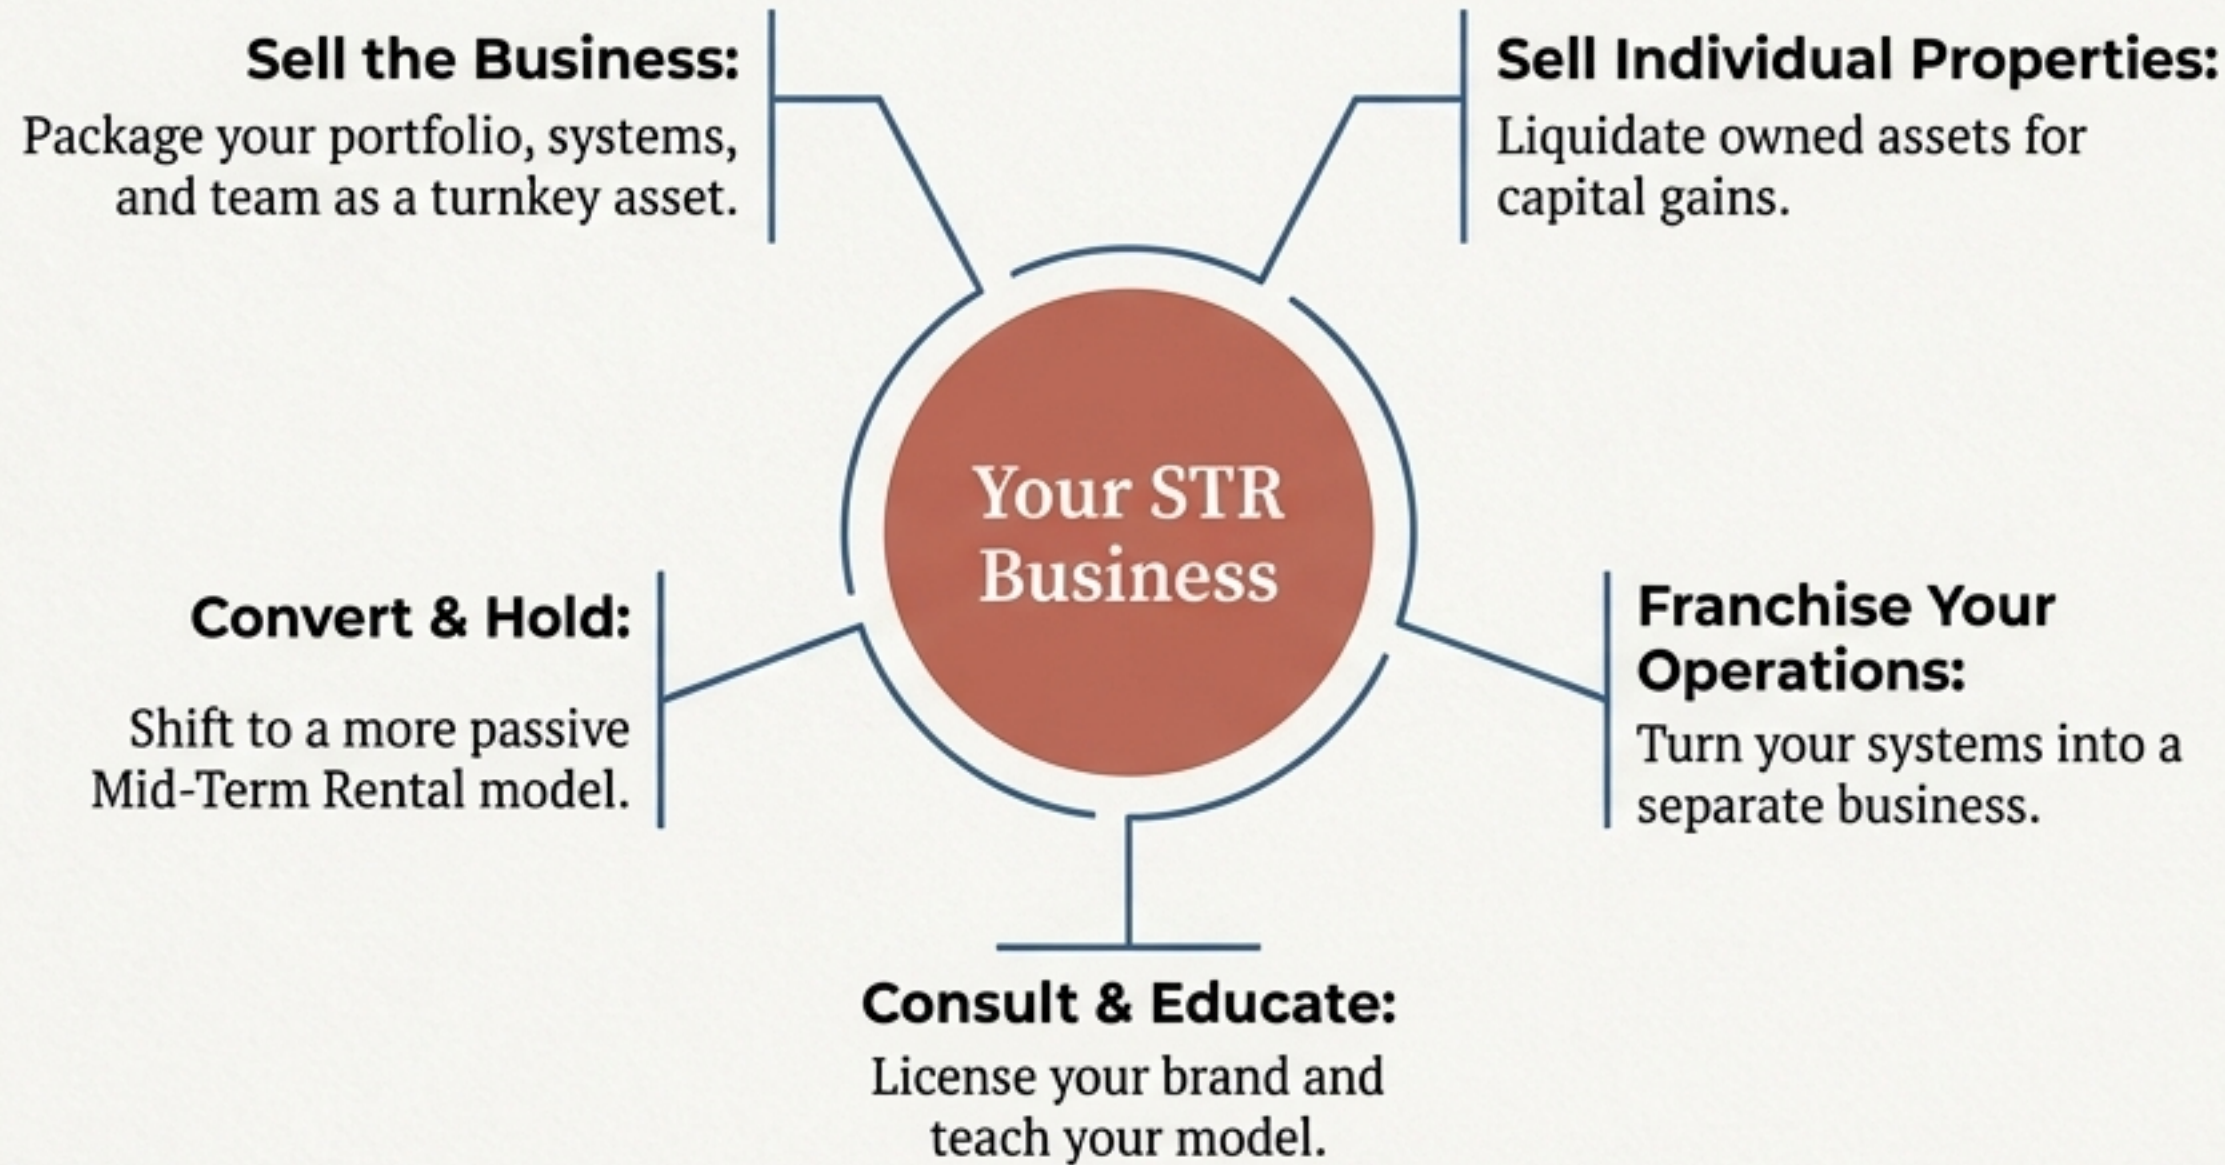 Sell the Business:
Package your portfolio, systems,
and team as a turnkey asset.
Sell Individual Properties:
Liquidate owned assets for
capital gains.
Your STR
Business
Convert & Hold:
Shift to a more passive
Mid-Term Rental model.
Franchise Your
Operations:
Turn your systems into a
separate business.
Consult & Educate:
License your brand and
teach your model.